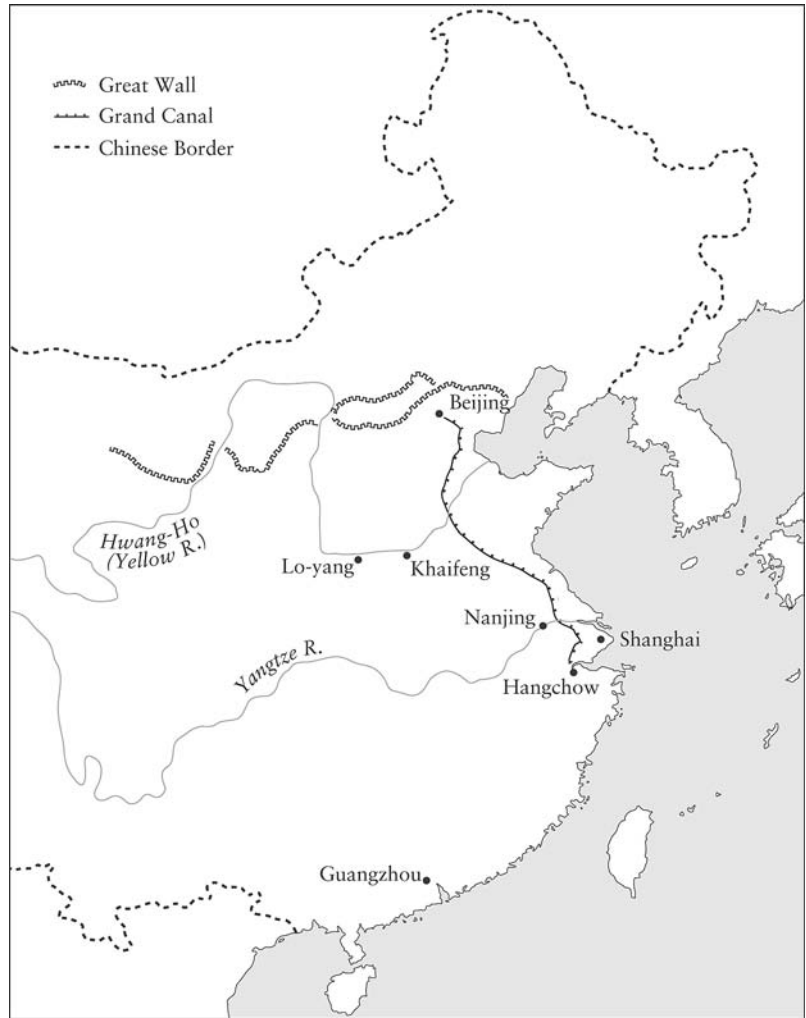 Great Wall
Grand Canal
Chinese Border
Beijing
Hwang-Ho
(Yellow R.)
Lo-yang
Khaifeng
Nanjing
Shanghai
Yangtze R.
Hangchow
Guangzhou